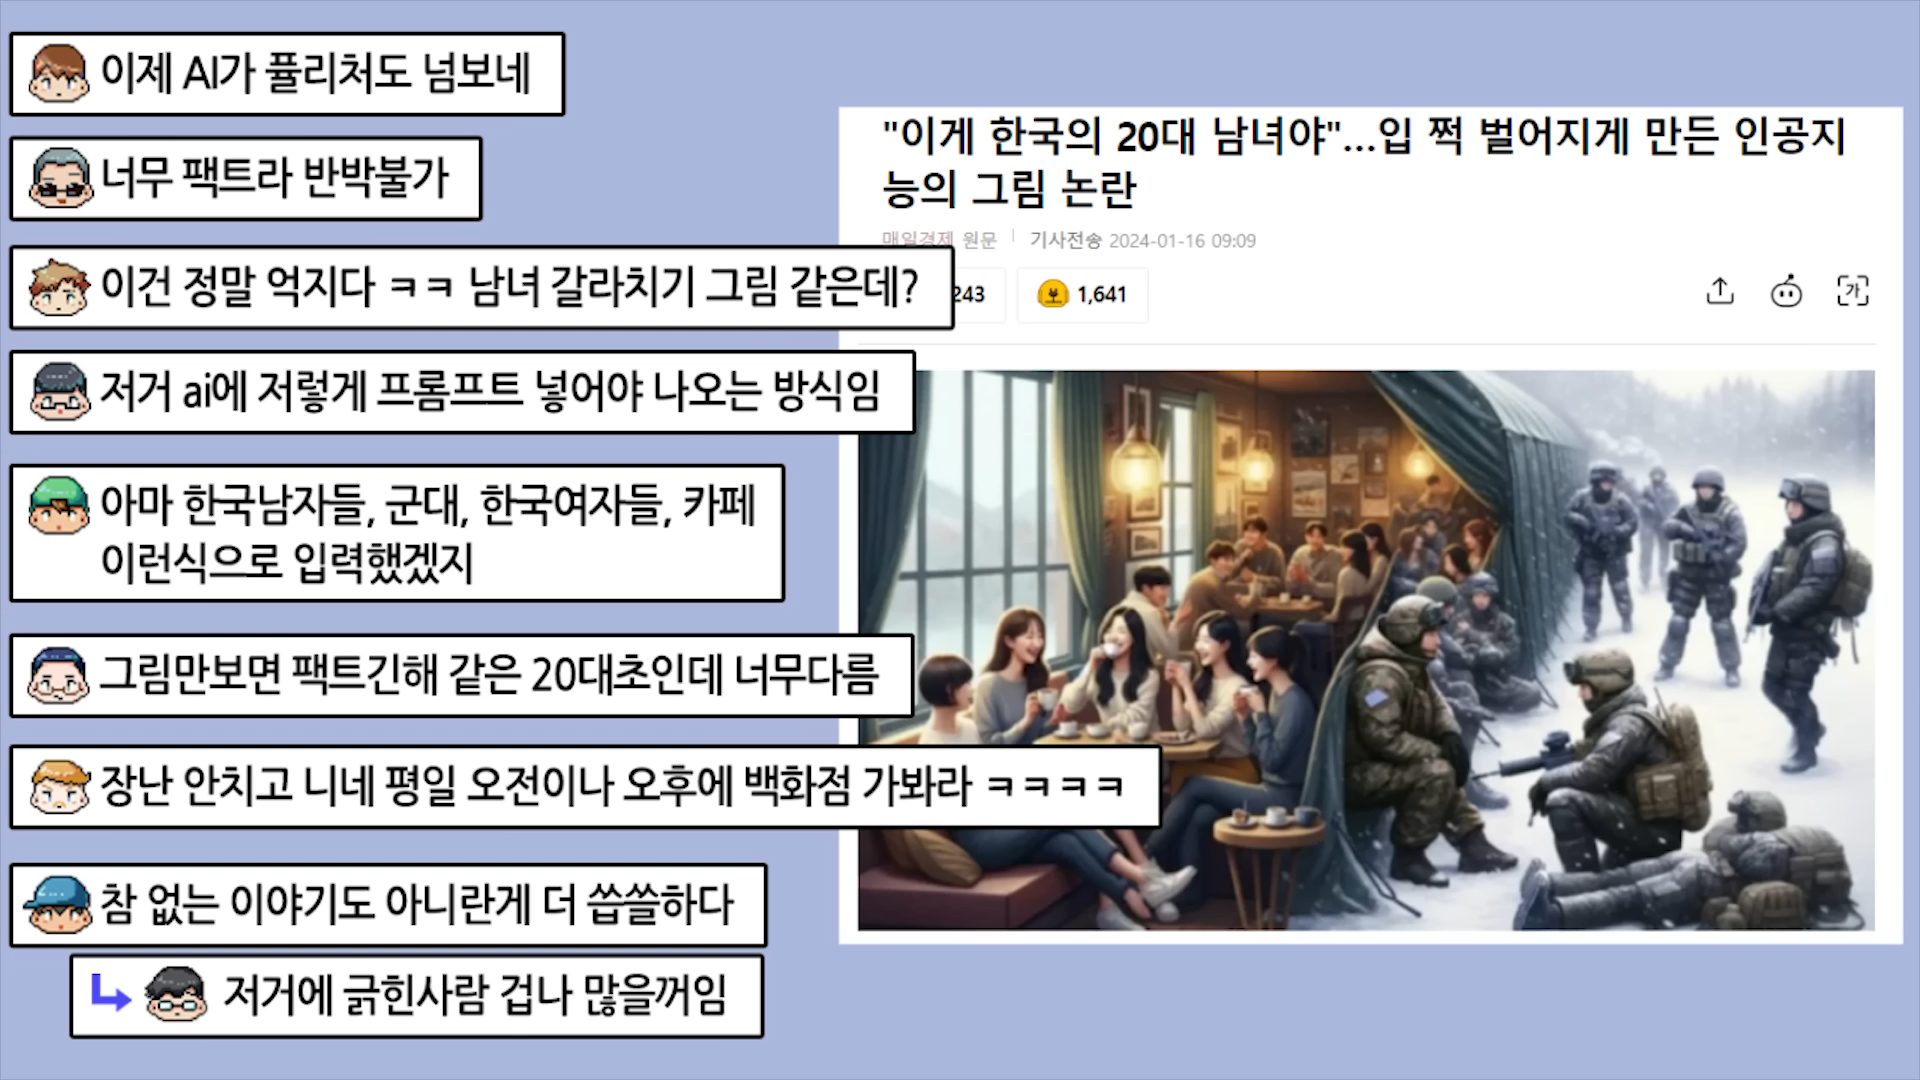 이제 AI가 퓰리처도 넘보네
너무 팩트라 반박불가
이건 정말 억지다 ㅋㅋ 남녀 갈라치기 그림 같은데?
저거 ai에 저렇게 프롬프트 넣어야 나오는 방식임
아마 한국남자들, 군대, 한국여자들, 카페
이런식으로 입력했겠지
그림만보면 팩트긴해 같은 20대초인데 너무다름
장난 안치고 니네 평일 오전이나 오후에 백화점 가봐라 ㅋㅋㅋㅋ
참 없는 이야기도 아니란게 더 씁쓸하다
저거에 긁힌사람 겁나 많을꺼임
"이게 한국의 20대 남녀야"...입 쩍 벌어지게 만든 인공지
능의 그림 논란
매일경제 원문 기사전송 2024-01-16 09:09
243 1,641
가